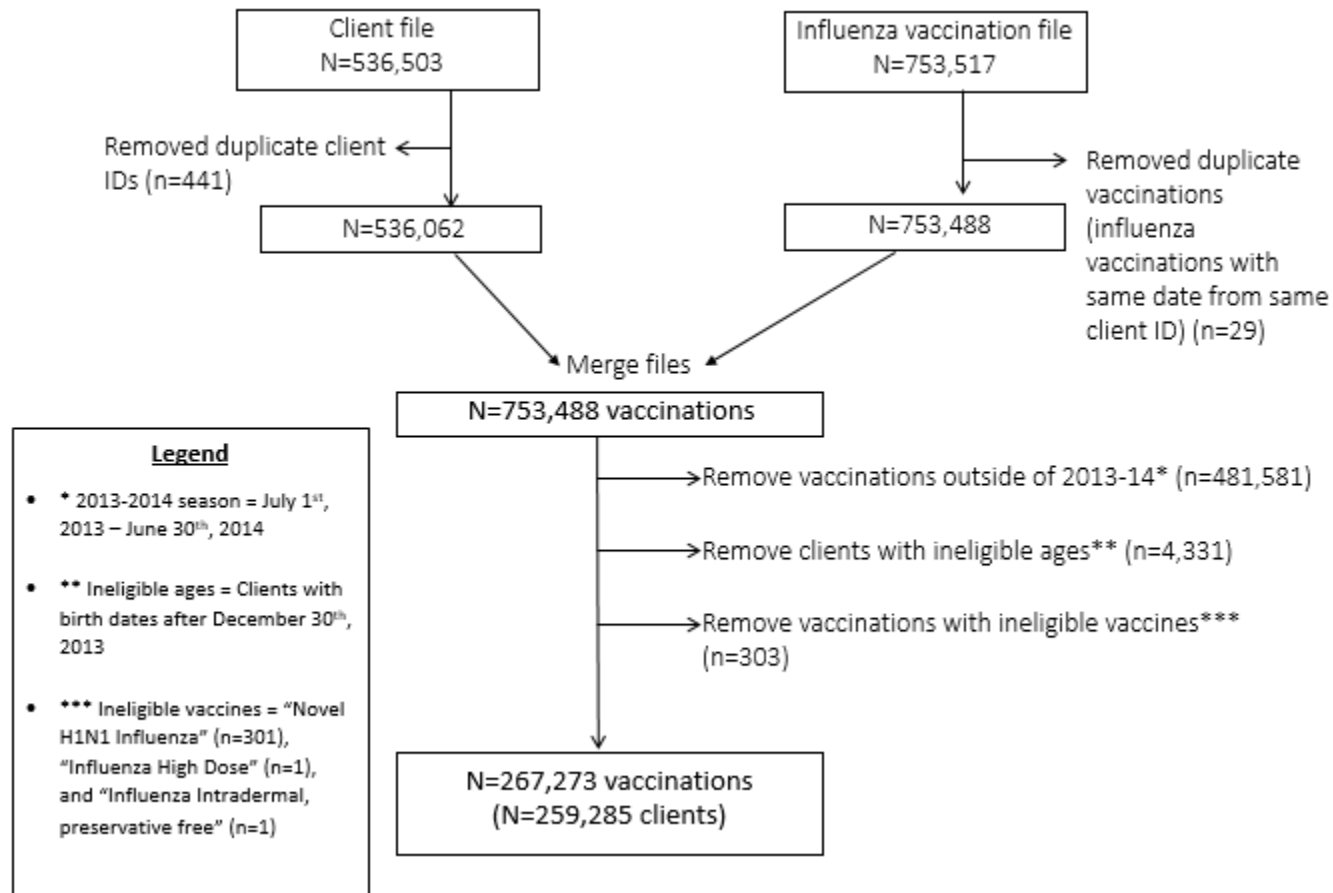 Client file
N=536,503
Influenza vaccination file
N=753,517
Removed duplicate client
IDs (n=441)
Removed duplicate
vaccinations
(influenza
vaccinations with
same date from same
client ID) (n=29)
N=536,062
N=753,488
Merge files
N=753,488 vaccinations
Remove vaccinations outside of 2013-14* (n=481,581)
Remove clients with ineligible ages** (n=4,331)
Remove vaccinations with ineligible vaccines***
(n=303)
N=267,273 vaccinations
(N=259,285 clients)
Legend
• * 2013-2014 season = July 1st,
2013 – June 30th, 2014
• ** Ineligible ages = Clients with
birth dates after December 30th,
2013
• *** Ineligible vaccines = “Novel
H1N1 Influenza” (n=301),
“Influenza High Dose” (n=1),
and “Influenza Intradermal,
preservative free” (n=1)